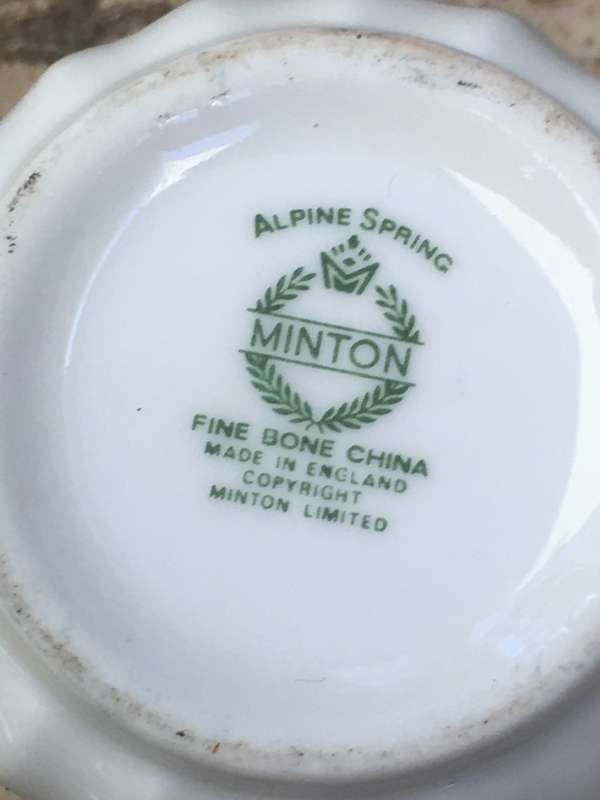 ALPINE SPRING
MINTON
FINE BONE CHINA
MADE IN ENGLAND
COPYRIGHT
MINTON LIMITED